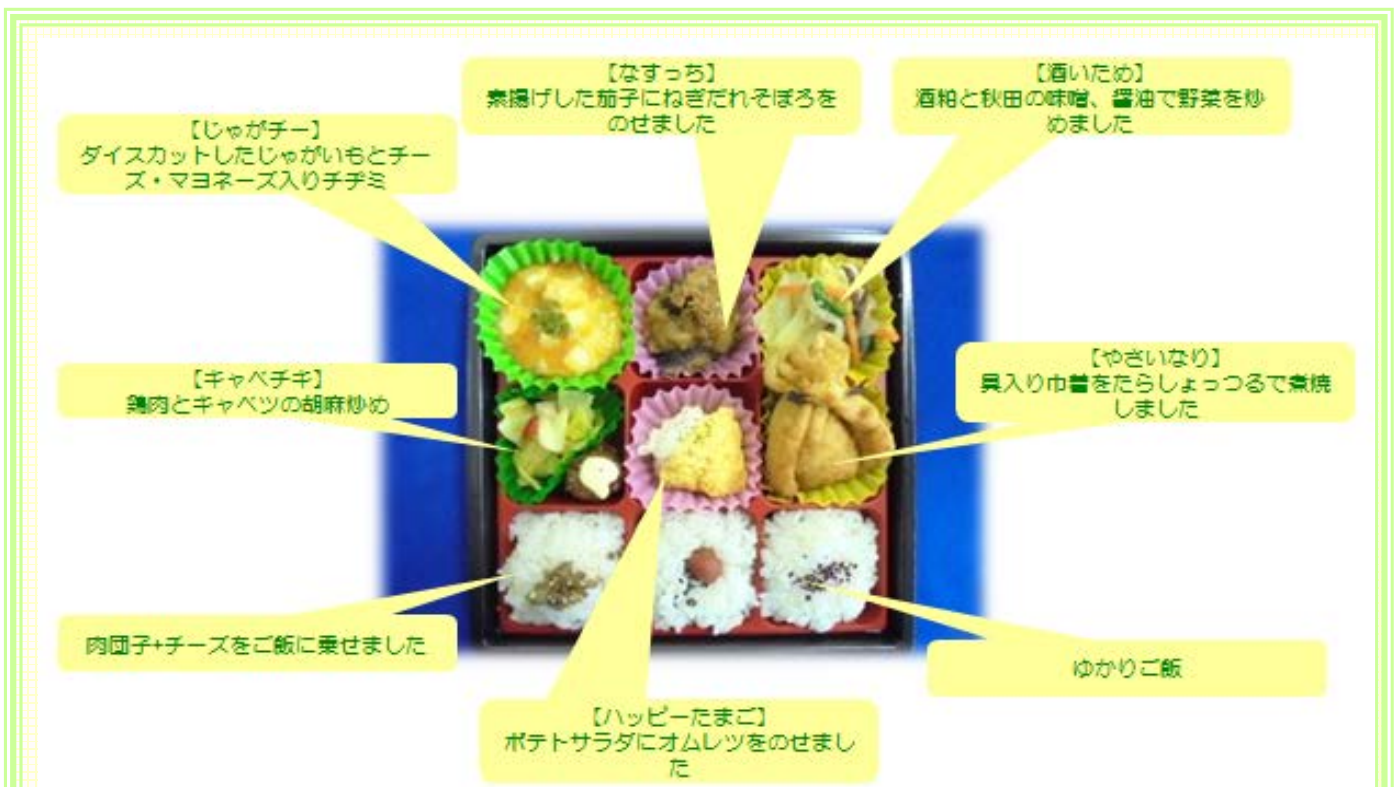 【なすっち】
素揚げした茄子にねぎだれそぼろを
のせました
【酒いため】
酒粕と秋田の味噌、醤油で野菜を炒
めました
【じゃがチー】
ダイスカットしたじゃがいもとチー
ズ・マヨネーズ入りチヂミ
【やさいなり】
具入り巾着をたらしょっつるで煮焼
しました
【キャベチキ】
鶏肉とキャベツの胡麻炒め
肉団子+チーズをご飯に乗せました
ゆかりご飯
【ハッピーたまご】
ポテトサラダにオムレツをのせまし
た